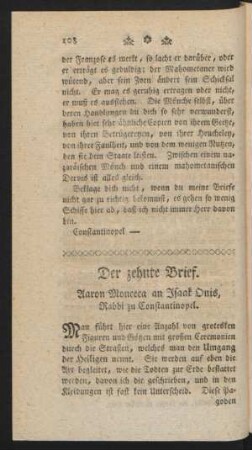 der Franzose es merkt, so lacht er darüber, oder
er erträgt es geduldig; der Mahometaner wird
wütend, aber sein Zorn ändert sein Schicksal
nicht. Er mag es geruhig ertragen oder nicht,
er muß es ausstehen. Die Mönche selbst, über
deren Handlungen du dich so sehr verwunderst,
haben hier sehr ähnliche Copien von ihrem Geitze,
von ihren Betrügereyen, von ihrer Heucheley,
von ihrer Faulheit, und von dem wenigen Nutzen,
den sie dem Staate leisten. Zwischen einem na-
zaräischen Mönch und einem mahometanischen
Dervis ist alles gleich.
Beklage dich nicht, wenn du meine Briefe
nicht gar zu richtig bekommst, es gehen so wenig
Schiffe hier ab, daß ich nicht immer Herr davon
bin.
Constantinopel —
Der zehnte Brief.
Aaron Monceca an Isaak Onis,
Rabbi zu Constantinopel.
Man führt hier eine Anzahl von grotesken
Figuren und Götzen mit großen Ceremonien
durch die Straßen, welches man den Umgang
der Heiligen nennt. Sie werden auf eben die
Art begleitet, wie die Todten zur Erde bestattet
werden, davon ich dir geschrieben, und in den
Kleidungen ist fast kein Unterscheid. Diese Pa-
goden